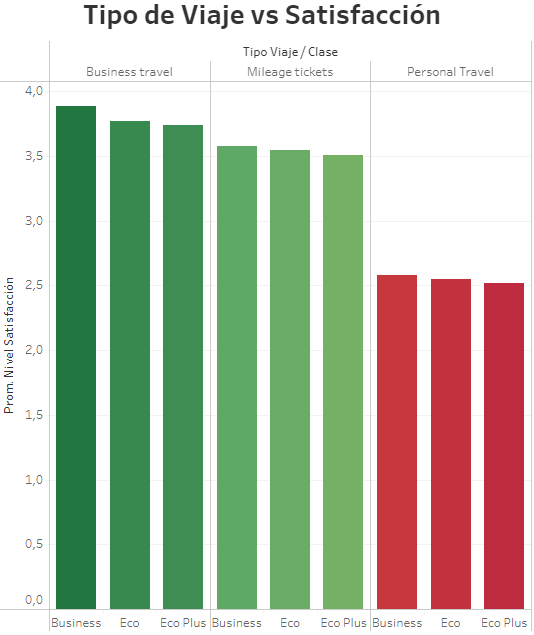 Tipo de Viaje vs Satisfacción
Tipo Viaje / Clase
Business travel Mileage tickets Personal Travel
4,0
3,5
3,0
2,5
2,0
1,5
1,0
0,5
0,0
Prom. Nivel Satisfacción
Business Eco Eco Plus Business Eco Eco Plus Business Eco Eco Plus